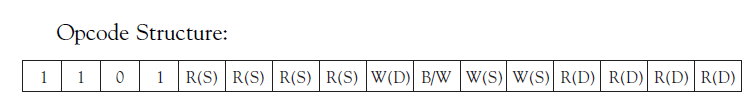 Opcode Structure:
1 1 0 1 R(S) R(S) R(S) R(S) W(D) B/W W(S) W(S) R(D) R(D) R(D) R(D)